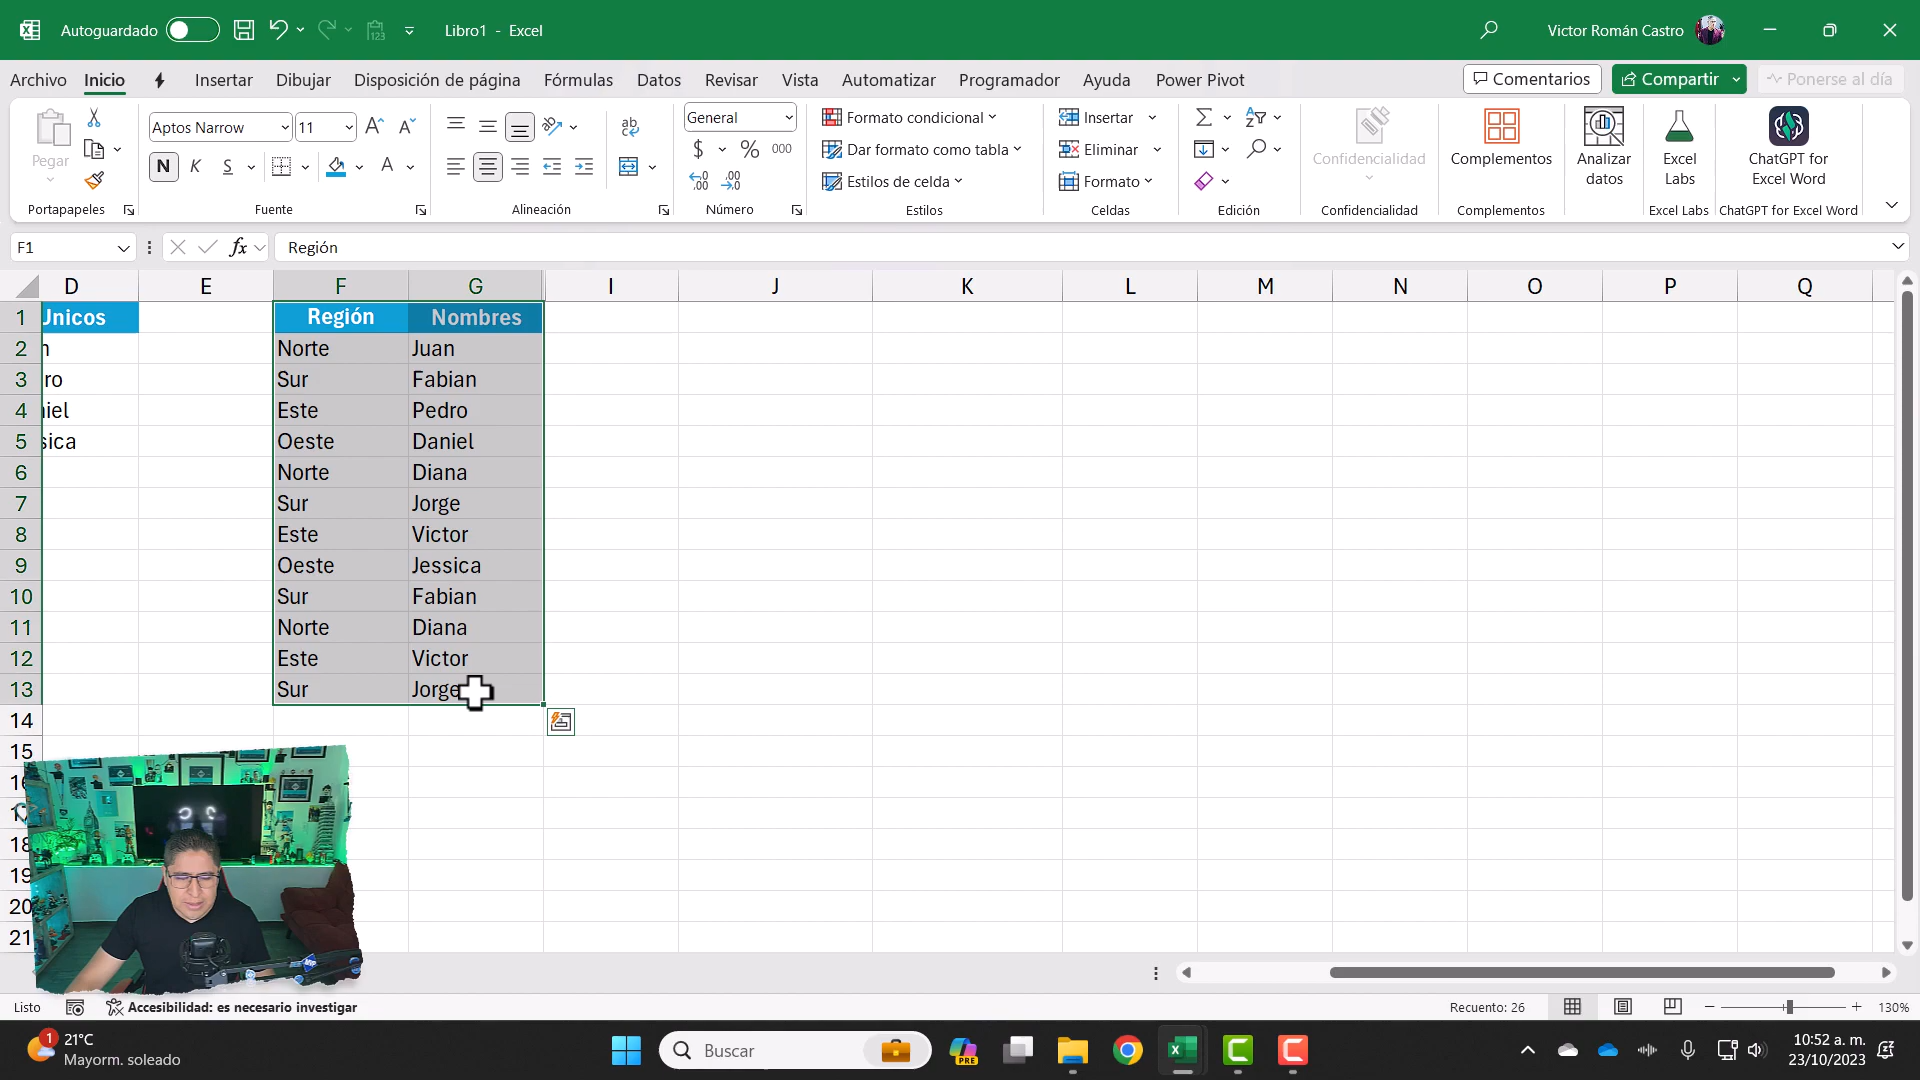 Autoguardado
Libro1 - Excel
Victor Román Castro
Archivo Inicio Insertar Dibujar Disposición de página Fórmulas Datos Revisar Vista Automatizar Programador Ayuda Power Pivot
Comentarios Compartir Ponerse al día
Pegar
Portapapeles
Aptos Narrow 11
N K S
Fuente
Alineación
General
$ % 000
Número
Formato condicional
Dar formato como tabla
Estilos de celda
Estilos
Insertar
Eliminar
Formato
Celdas
Edición
Confidencialidad
Confidencialidad
Complementos
Complementos
Analizar
datos
Excel
Labs
Excel Labs
ChatGPT for
Excel Word
ChatGPT for Excel Word
F1 fx Región
D E F G I J K L M N O P Q
1 Unicos Región Nombres
2 n Norte Juan
3 ro Sur Fabian
4 niel Este Pedro
5 sica Oeste Daniel
6 Norte Diana
7 Sur Jorge
8 Este Victor
9 Oeste Jessica
10 Sur Fabian
11 Norte Diana
12 Este Victor
13 Sur Jorge
14
15
16
17
18
19
20
21
Listo Accesibilidad: es necesario investigar Recuento: 26 130%
1
21°C
Mayorm. soleado
Buscar
PRE
10:52 a. m.
23/10/2023